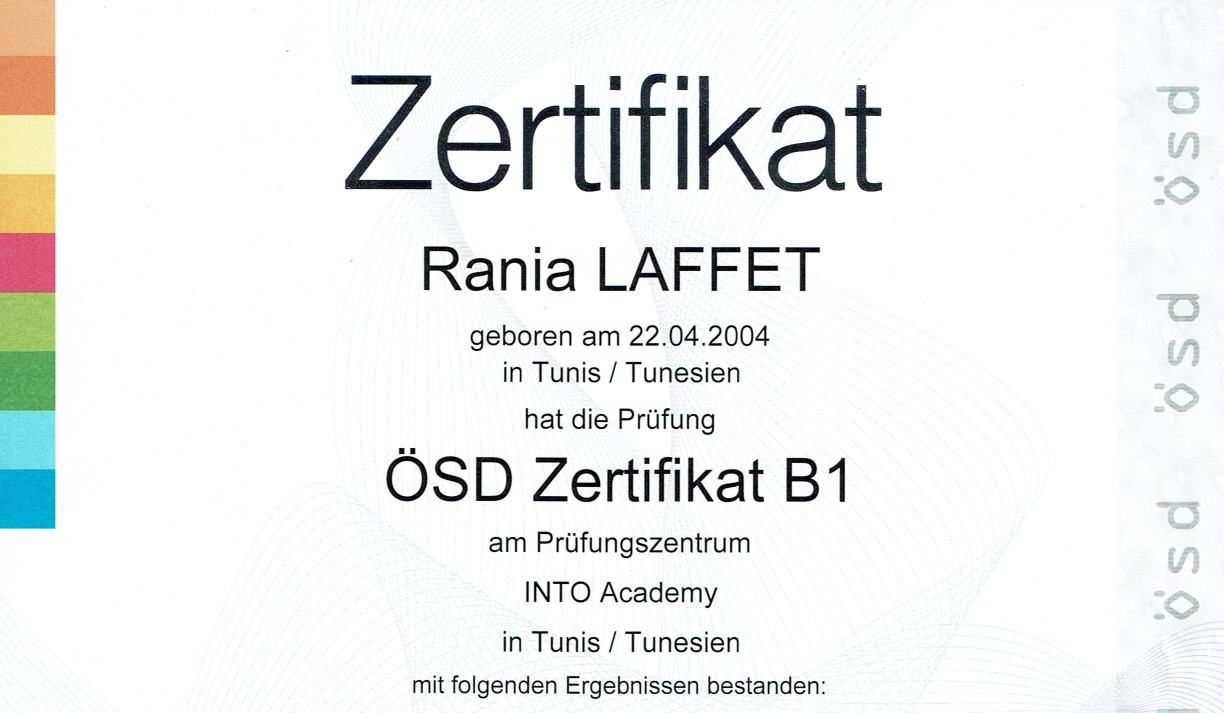 Zertifikat
Rania LAFFET
geboren am 22.04.2004
in Tunis / Tunesien
hat die Prüfung
ÖSD Zertifikat B1
am Prüfungszentrum
INTO Academy
in Tunis / Tunesien
mit folgenden Ergebnissen bestanden:
ösd
ösd
ösd